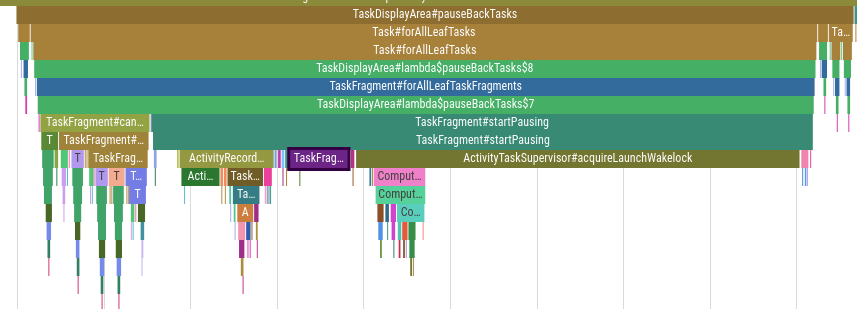 TaskDisplayArea#pauseBackTasks
Task#forAllLeafTasks Ta...
Task#forAllLeafTasks
TaskDisplayArea#lambda$pauseBackTasks$8
TaskFragment#forAllLeafTaskFragments
TaskDisplayArea#lambda$pauseBackTasks$7
TaskFragment#can... TaskFragment#startPausing
T TaskFragment#... TaskFragment#startPausing
T TaskFrag... ActivityRecord... TaskFrag... ActivityTaskSupervisor#acquireLaunchWakelock
T T T... Acti... Task... Comput...
T Ta... Comput...
A Co...